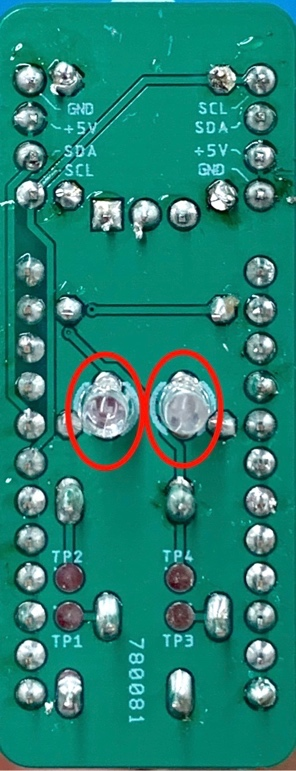 GND
+5V
SDA
SCL
SCL
SDA
+5V
GND
TP2
TP4
TP1
TP3
780081